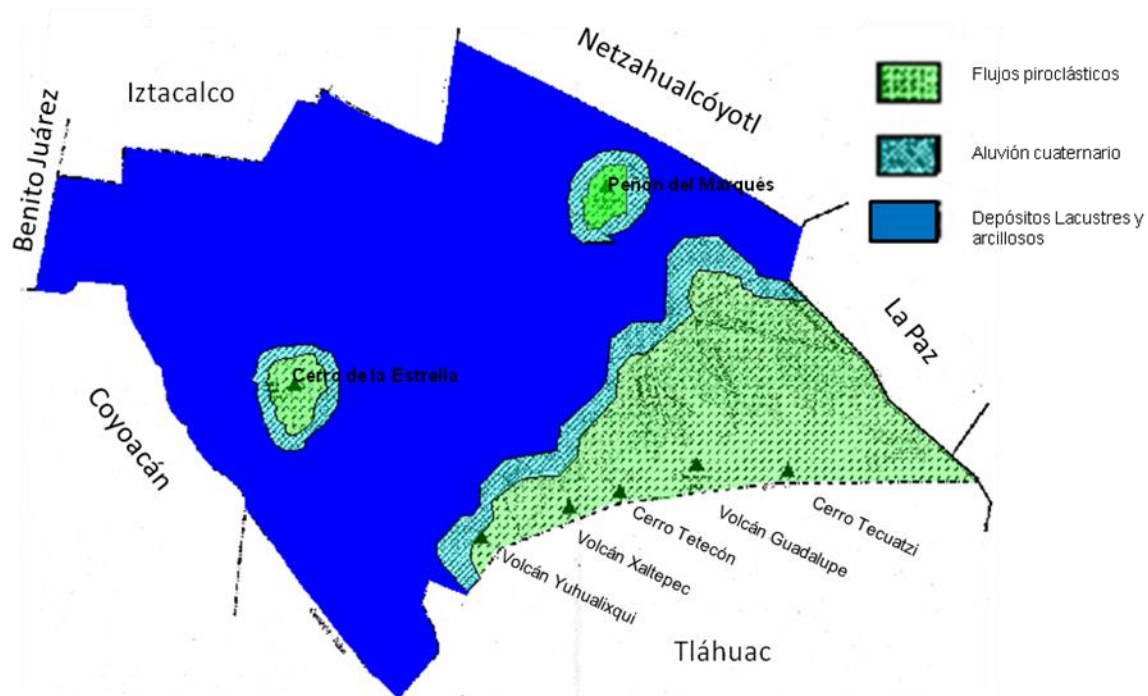 Netzahualcóyotl
Iztacalco
Benito Juárez
Flujos piroclásticos
Aluvión cuaternario
Depósitos Lacustres y
arcillosos
Peñón del Marqués
La Paz
Cerro de la Estrella
Coyoacán
Cerro Tecuatzi
Volcán Guadalupe
Cerro Tetecón
Volcán Xaltepec
Volcán Yuhualixqui
Tláhuac